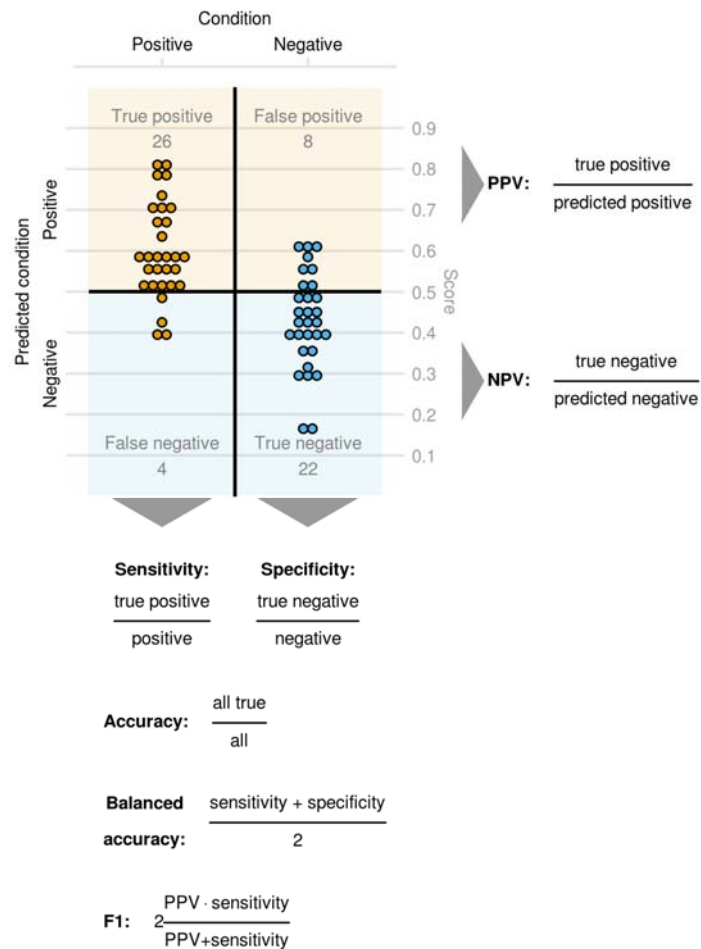 Condition
Positive Negative
True positive False positive
26 8
0.9
0.8
0.7
0.6
0.5
0.4
0.3
0.2
0.1
Score
Predicted condition
Positive
Negative
False negative True negative
4 22
PPV: true positive
predicted positive
NPV: true negative
predicted negative
Sensitivity: Specificity:
true positive true negative
positive negative
Accuracy: all true
all
Balanced accuracy: sensitivity + specificity
2
F1: 2 PPV · sensitivity
PPV+sensitivity